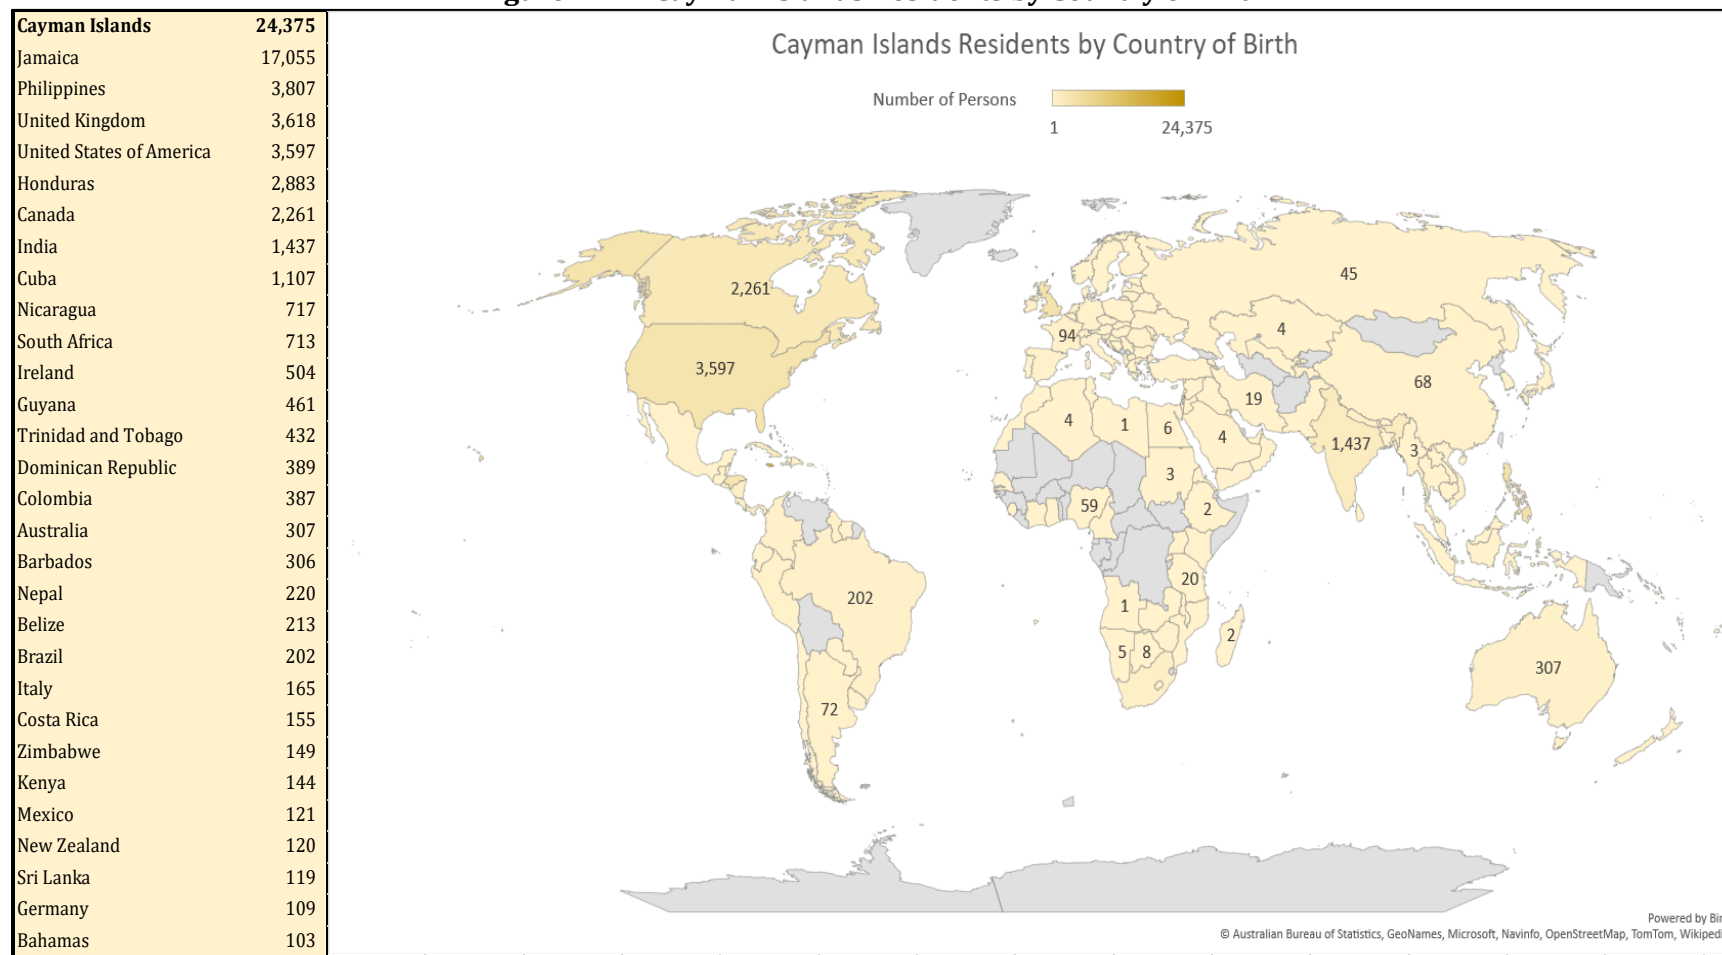 Cayman Islands 24,375
Jamaica 17,055
Philippines 3,807
United Kingdom 3,618
United States of America 3,597
Honduras 2,883
Canada 2,261
India 1,437
Cuba 1,107
Nicaragua 717
South Africa 713
Ireland 504
Guyana 461
Trinidad and Tobago 432
Dominican Republic 389
Colombia 387
Australia 307
Barbados 306
Nepal 220
Belize 213
Brazil 202
Italy 165
Costa Rica 155
Zimbabwe 149
Kenya 144
Mexico 121
New Zealand 120
Sri Lanka 119
Germany 109
Bahamas 103
Cayman Islands Residents by Country of Birth
Number of Persons
1 24,375
45
2,261
4
94
3,597
68
19
4
1
6
4
1,437
3
3
59
2
20
202
1
2
5
8
307
72
Powered by Bin
© Australian Bureau of Statistics, GeoNames, Microsoft, Navinfo, OpenStreetMap, TomTom, Wikipedi